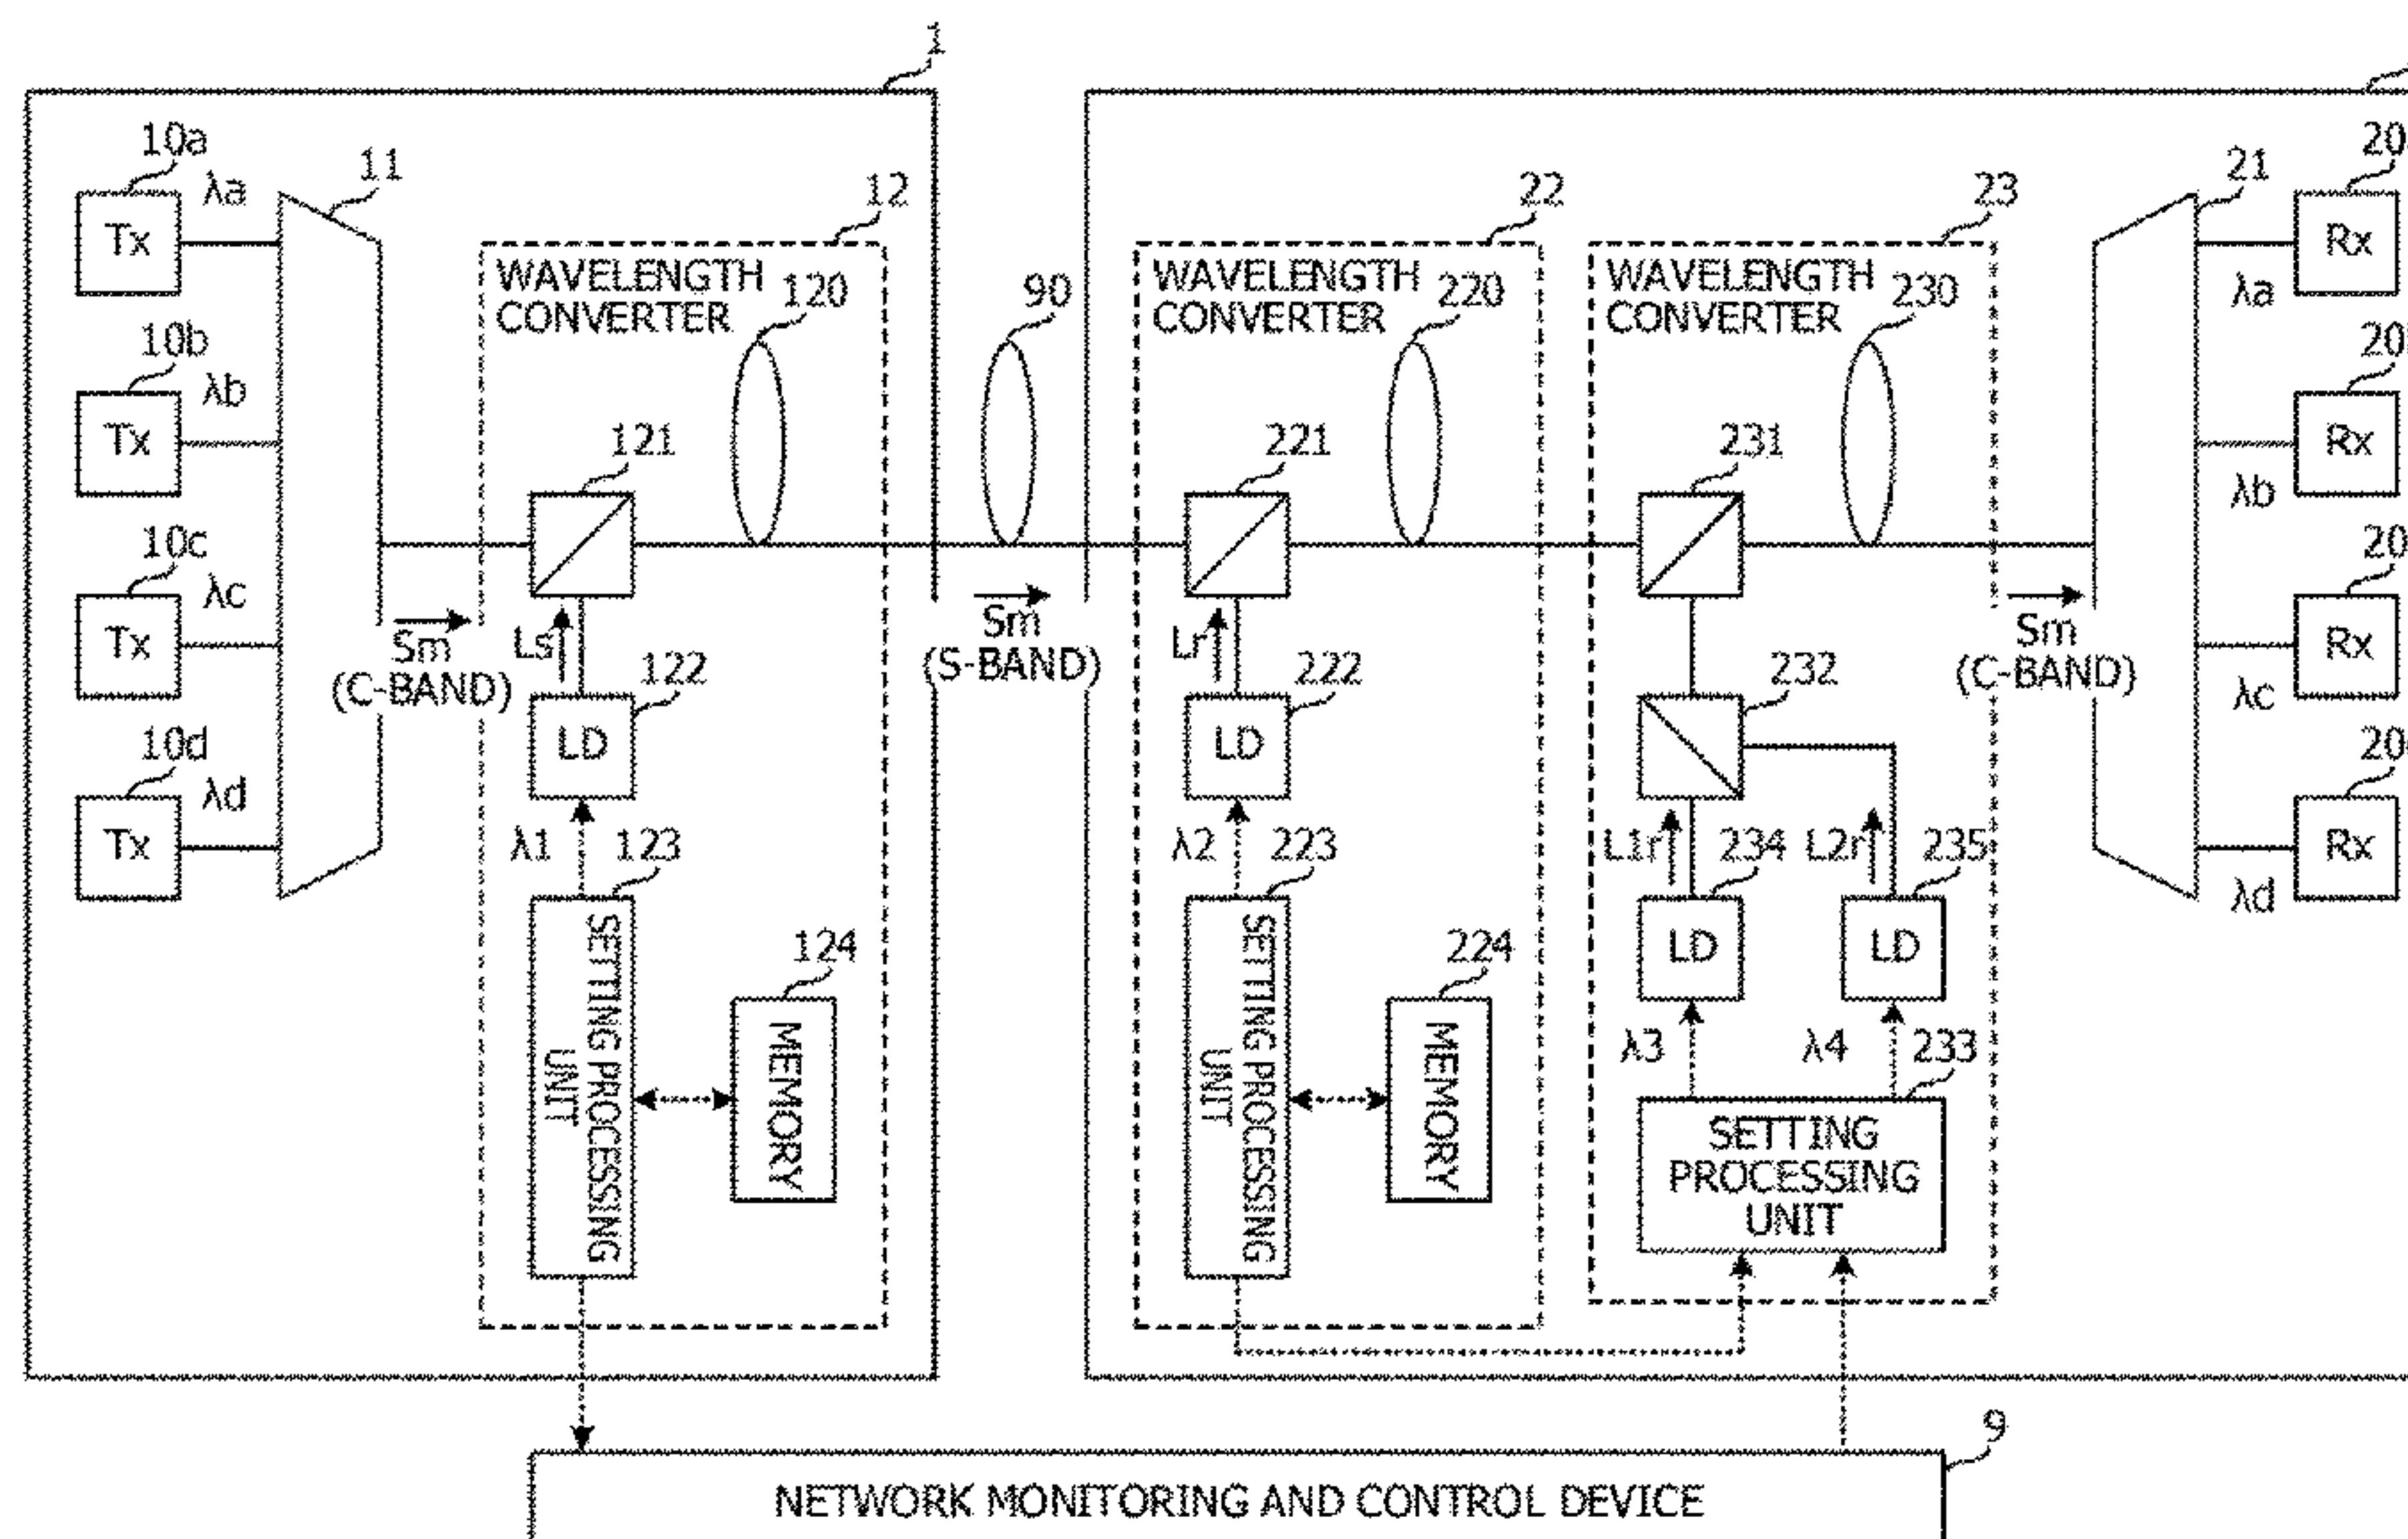 1
10a
λa
Tx
11
12
22
23
21
20
Rx
λa
WAVELENGTH
CONVERTER
120
90
WAVELENGTH
CONVERTER
220
WAVELENGTH
CONVERTER
230
10b
λb
Tx
121
221
231
20
Rx
λb
10c
λc
Tx
Sm
(C-BAND)
Ls
122
LD
Sm
(S-BAND)
Lr
222
LD
232
Sm
(C-BAND)
20
Rx
λc
10d
λd
Tx
λ1
123
λ2
223
L1r
234
L2r
235
20
Rx
λd
LD
LD
SETTING PROCESSING
UNIT
124
MEMORY
SETTING PROCESSING
UNIT
224
MEMORY
λ3
λ4
233
SETTING
PROCESSING
UNIT
9
NETWORK MONITORING AND CONTROL DEVICE